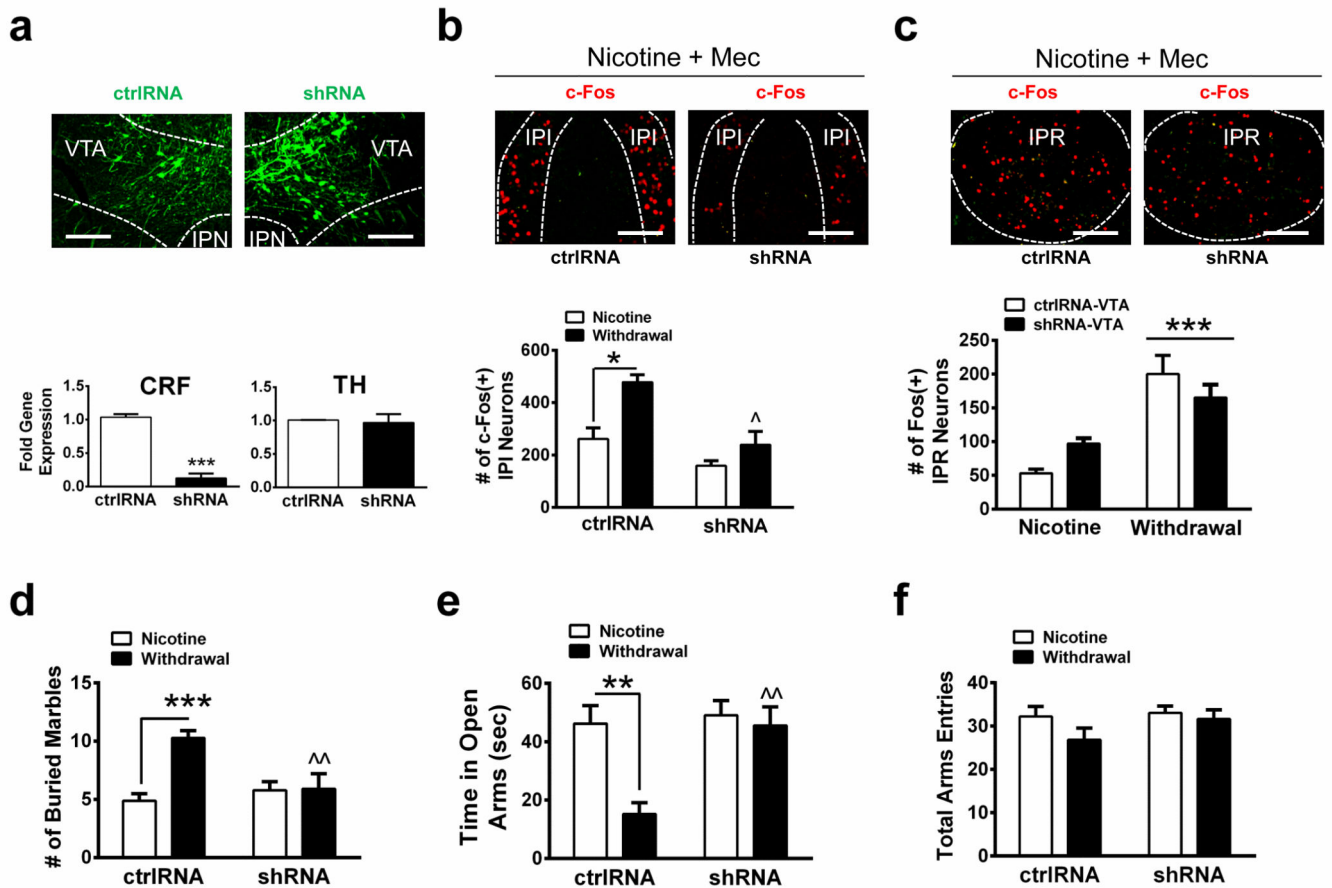 a
ctrlRNA
shRNA
VTA
IPN
IPN
VTA
CRF
Fold Gene
Expression
1.5
1.0
0.5
0.0
***
ctrlRNA
shRNA
TH
1.5
1.0
0.5
0.0
ctrlRNA
shRNA
b
Nicotine + Mec
c-Fos
c-Fos
IPI
IPI
IPI
IPI
ctrlRNA
shRNA
Nicotine
Withdrawal
# of c-Fos(+)
IPI Neurons
600
400
200
0
*
^
ctrlRNA
shRNA
c
Nicotine + Mec
c-Fos
c-Fos
IPR
IPR
ctrlRNA
shRNA
ctrlRNA-VTA
shRNA-VTA
# of Fos(+)
IPR Neurons
250
200
150
100
50
0
***
Nicotine
Withdrawal
d
Nicotine
Withdrawal
# of Buried Marbles
15
10
5
0
***
^^
ctrlRNA
shRNA
e
Nicotine
Withdrawal
Time in Open
Arms (sec)
60
40
20
0
**
^^
ctrlRNA
shRNA
f
Nicotine
Withdrawal
Total Arms Entries
40
30
20
10
0
ctrlRNA
shRNA